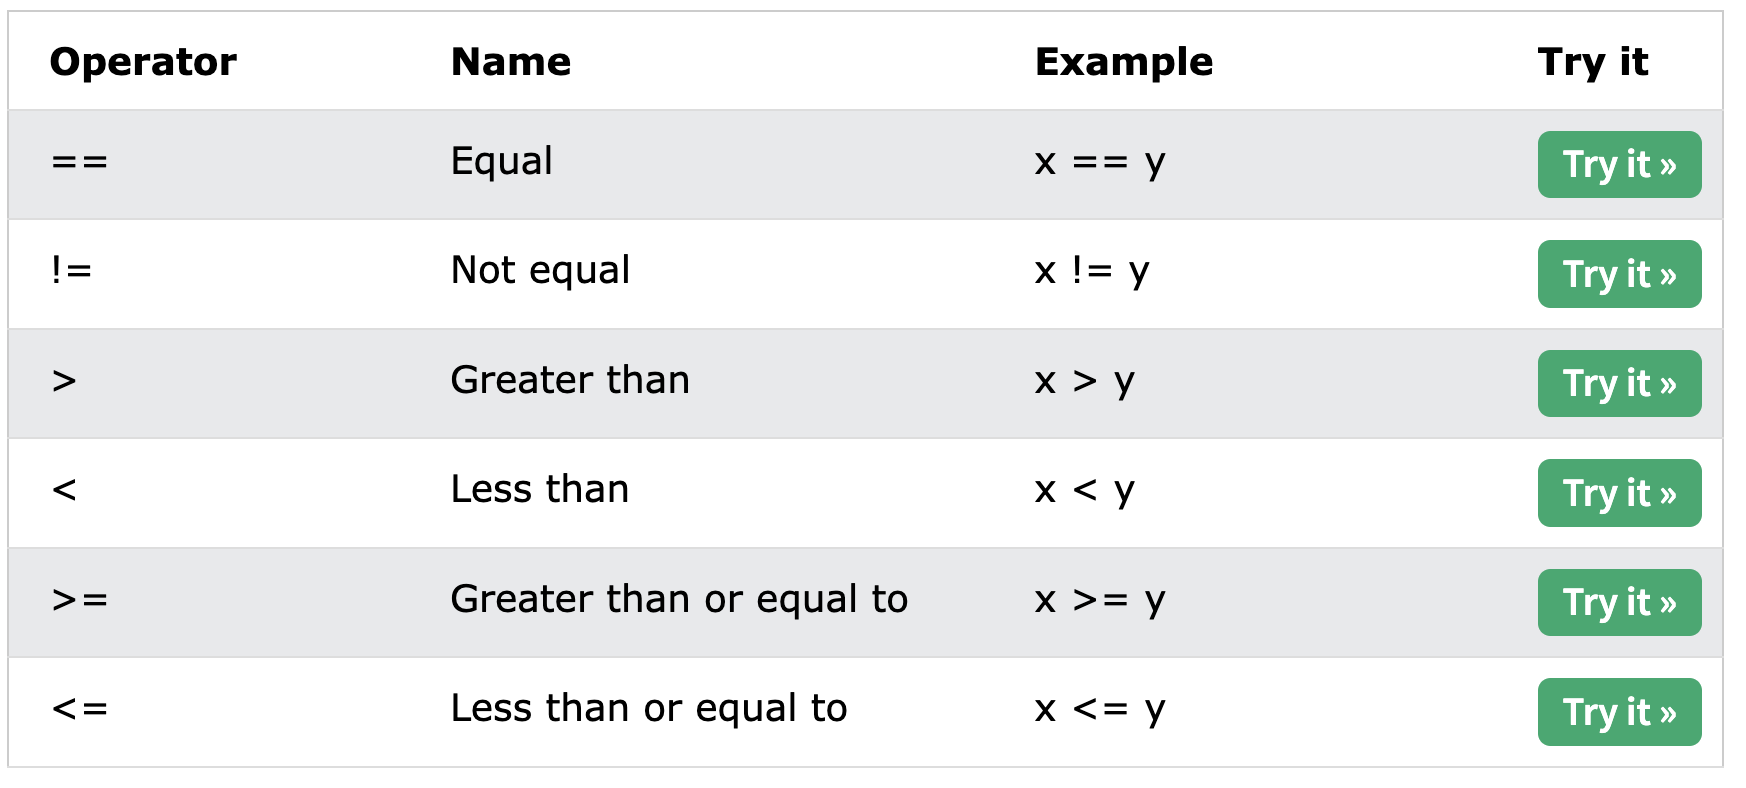 Operator Name Example Try it
== Equal x == y Try it »
!= Not equal x != y Try it »
> Greater than x > y Try it »
< Less than x < y Try it »
>= Greater than or equal to x >= y Try it »
<= Less than or equal to x <= y Try it »